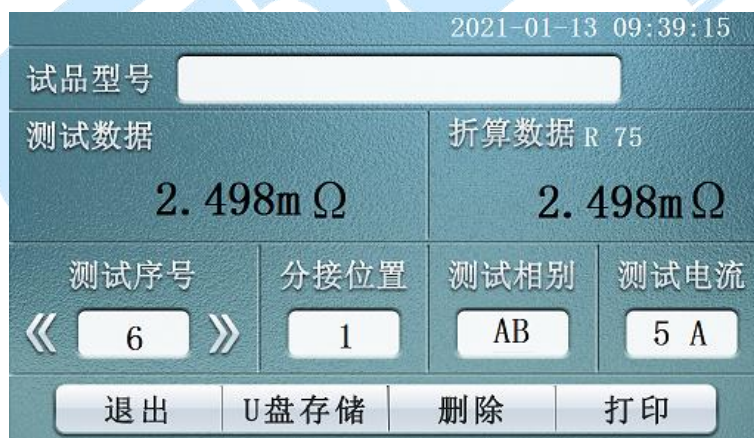 2021-01-13 09:39:15
试品型号
测试数据
折算数据 R 75
2.498mΩ
2.498mΩ
测试序号
分接位置
测试相别
测试电流
《 6 》
1
AB
5 A
退出
U盘存储
删除
打印